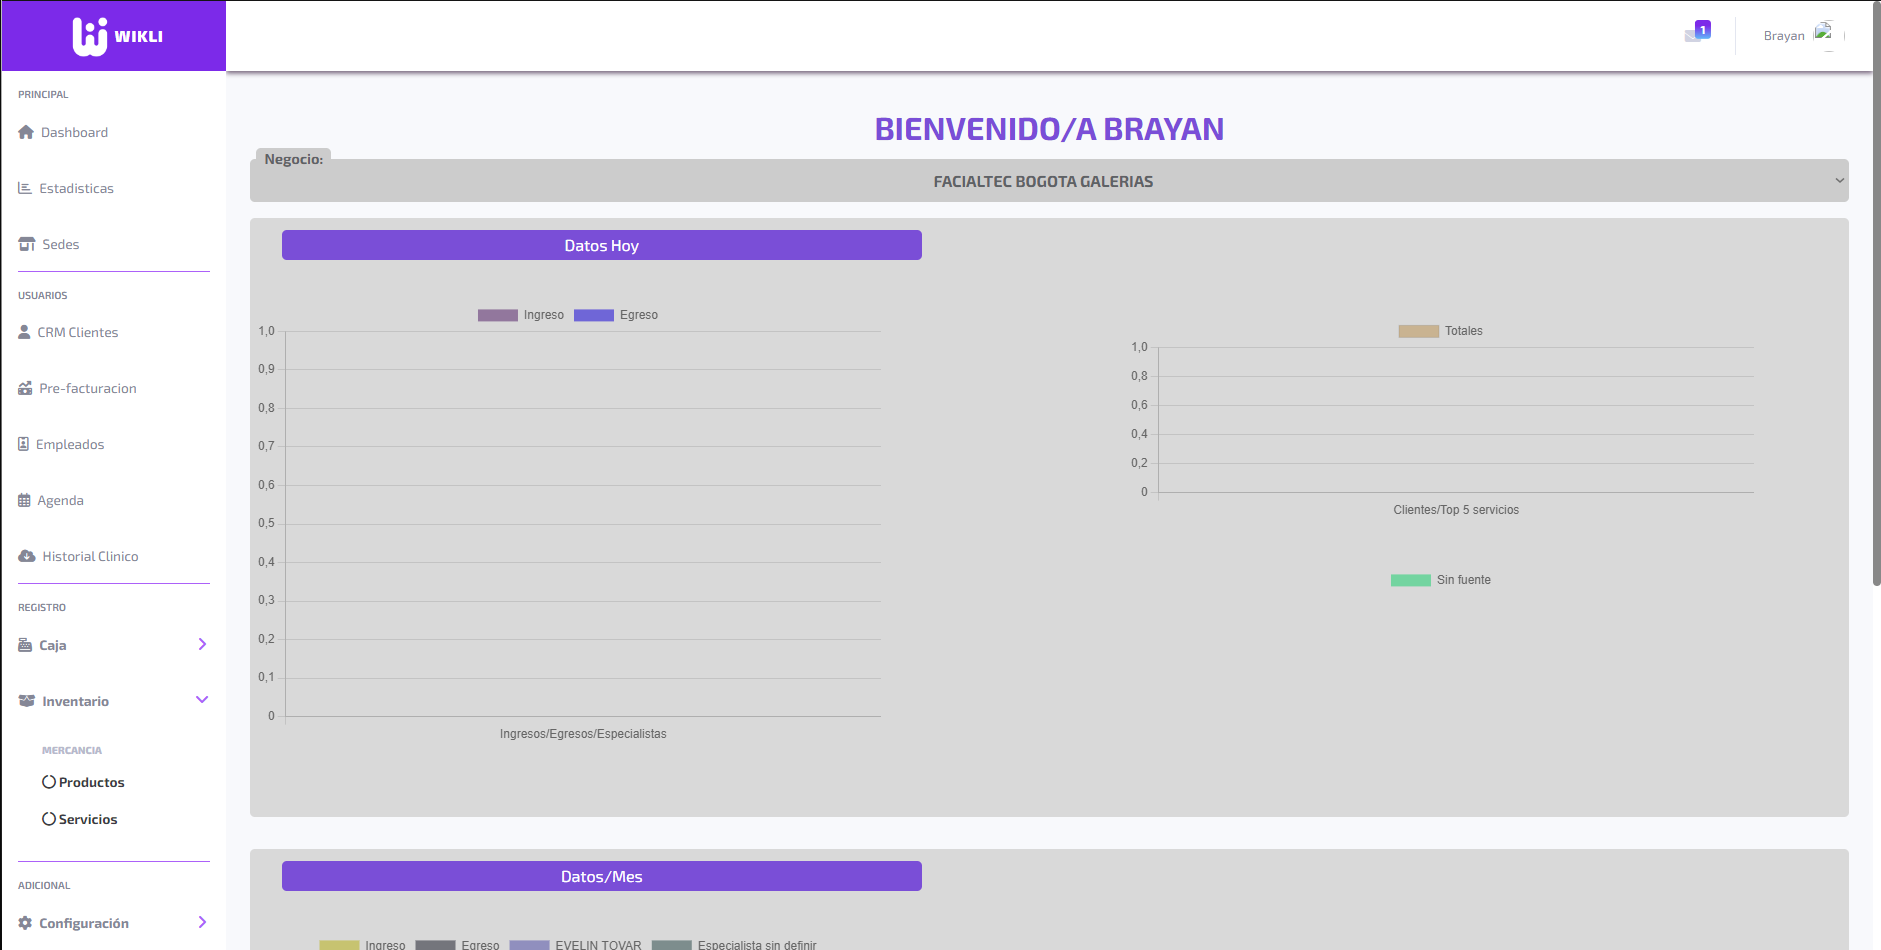 WIKLI
1
Brayan
PRINCIPAL
Dashboard
Estadisticas
Sedes
USUARIOS
CRM Clientes
Pre-facturacion
Empleados
Agenda
Historial Clinico
REGISTRO
Caja
Inventario
MERCANCIA
Productos
Servicios
ADICIONAL
Configuración
BIENVENIDO/A BRAYAN
Negocio:
FACIALTEC BOGOTA GALERIAS
Datos Hoy
Ingreso Egreso
1,0
0,9
0,8
0,7
0,6
0,5
0,4
0,3
0,2
0,1
0
Ingresos/Egresos/Especialistas
Totales
1,0
0,8
0,6
0,4
0,2
0
Clientes/Top 5 servicios
Sin fuente
Datos/Mes
Ingreso Egreso EVELIN TOVAR Especialista sin definir